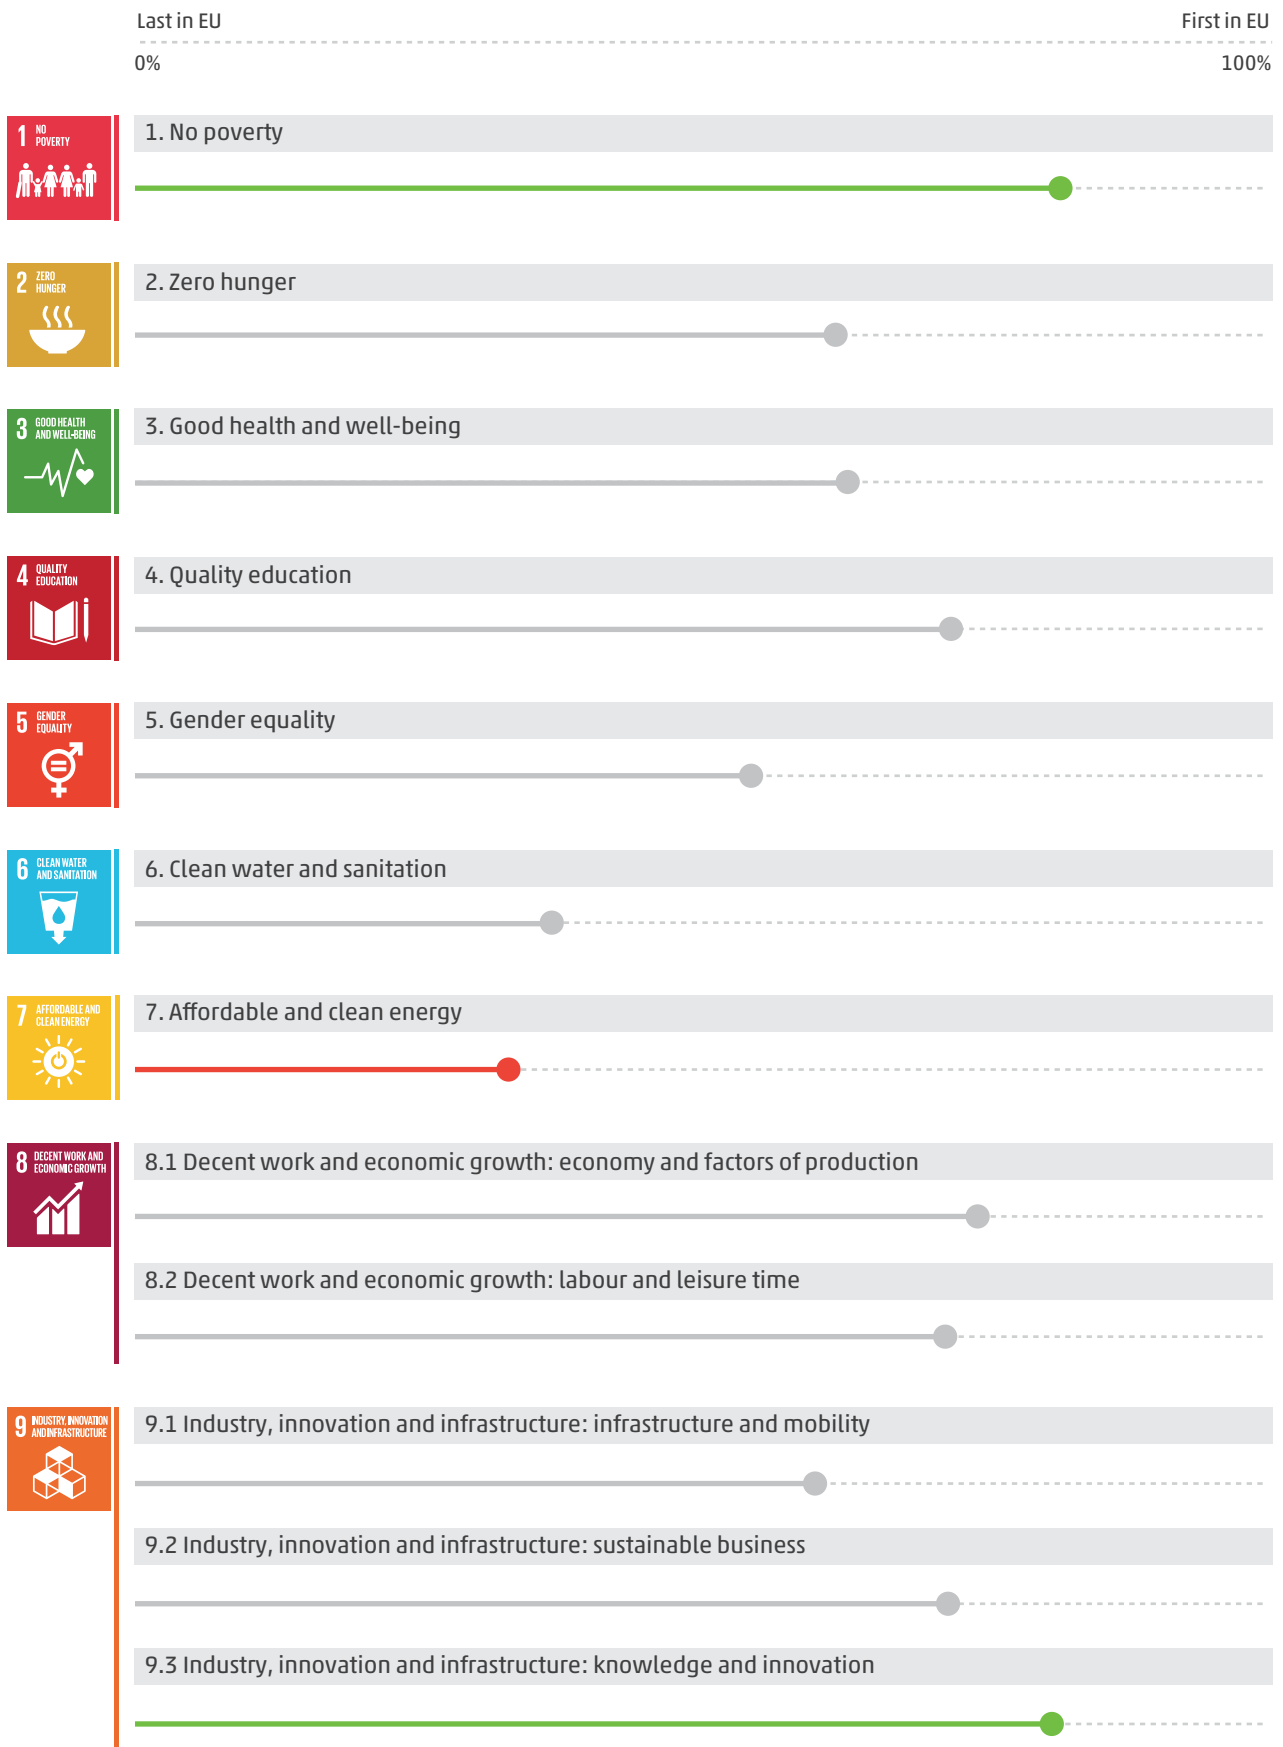 Last in EU First in EU
0% 100%
1 NO
POVERTY
1. No poverty
2 ZERO
HUNGER
2. Zero hunger
3 GOOD HEALTH
AND WELL-BEING
3. Good health and well-being
4 QUALITY
EDUCATION
4. Quality education
5 GENDER
EQUALITY
5. Gender equality
6 CLEAN WATER
AND SANITATION
6. Clean water and sanitation
7 AFFORDABLE AND
CLEAN ENERGY
7. Affordable and clean energy
8 DECENT WORK AND
ECONOMIC GROWTH
8.1 Decent work and economic growth: economy and factors of production
8.2 Decent work and economic growth: labour and leisure time
9 INDUSTRY, INNOVATION
AND INFRASTRUCTURE
9.1 Industry, innovation and infrastructure: infrastructure and mobility
9.2 Industry, innovation and infrastructure: sustainable business
9.3 Industry, innovation and infrastructure: knowledge and innovation